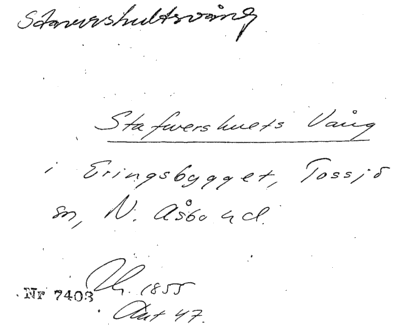 Stavershultsvång
Stafwershults Vång
i Eringsbygget, Tossjö
sn, N. Åsbo hd.
Nr 7403 1855
Akt 47.